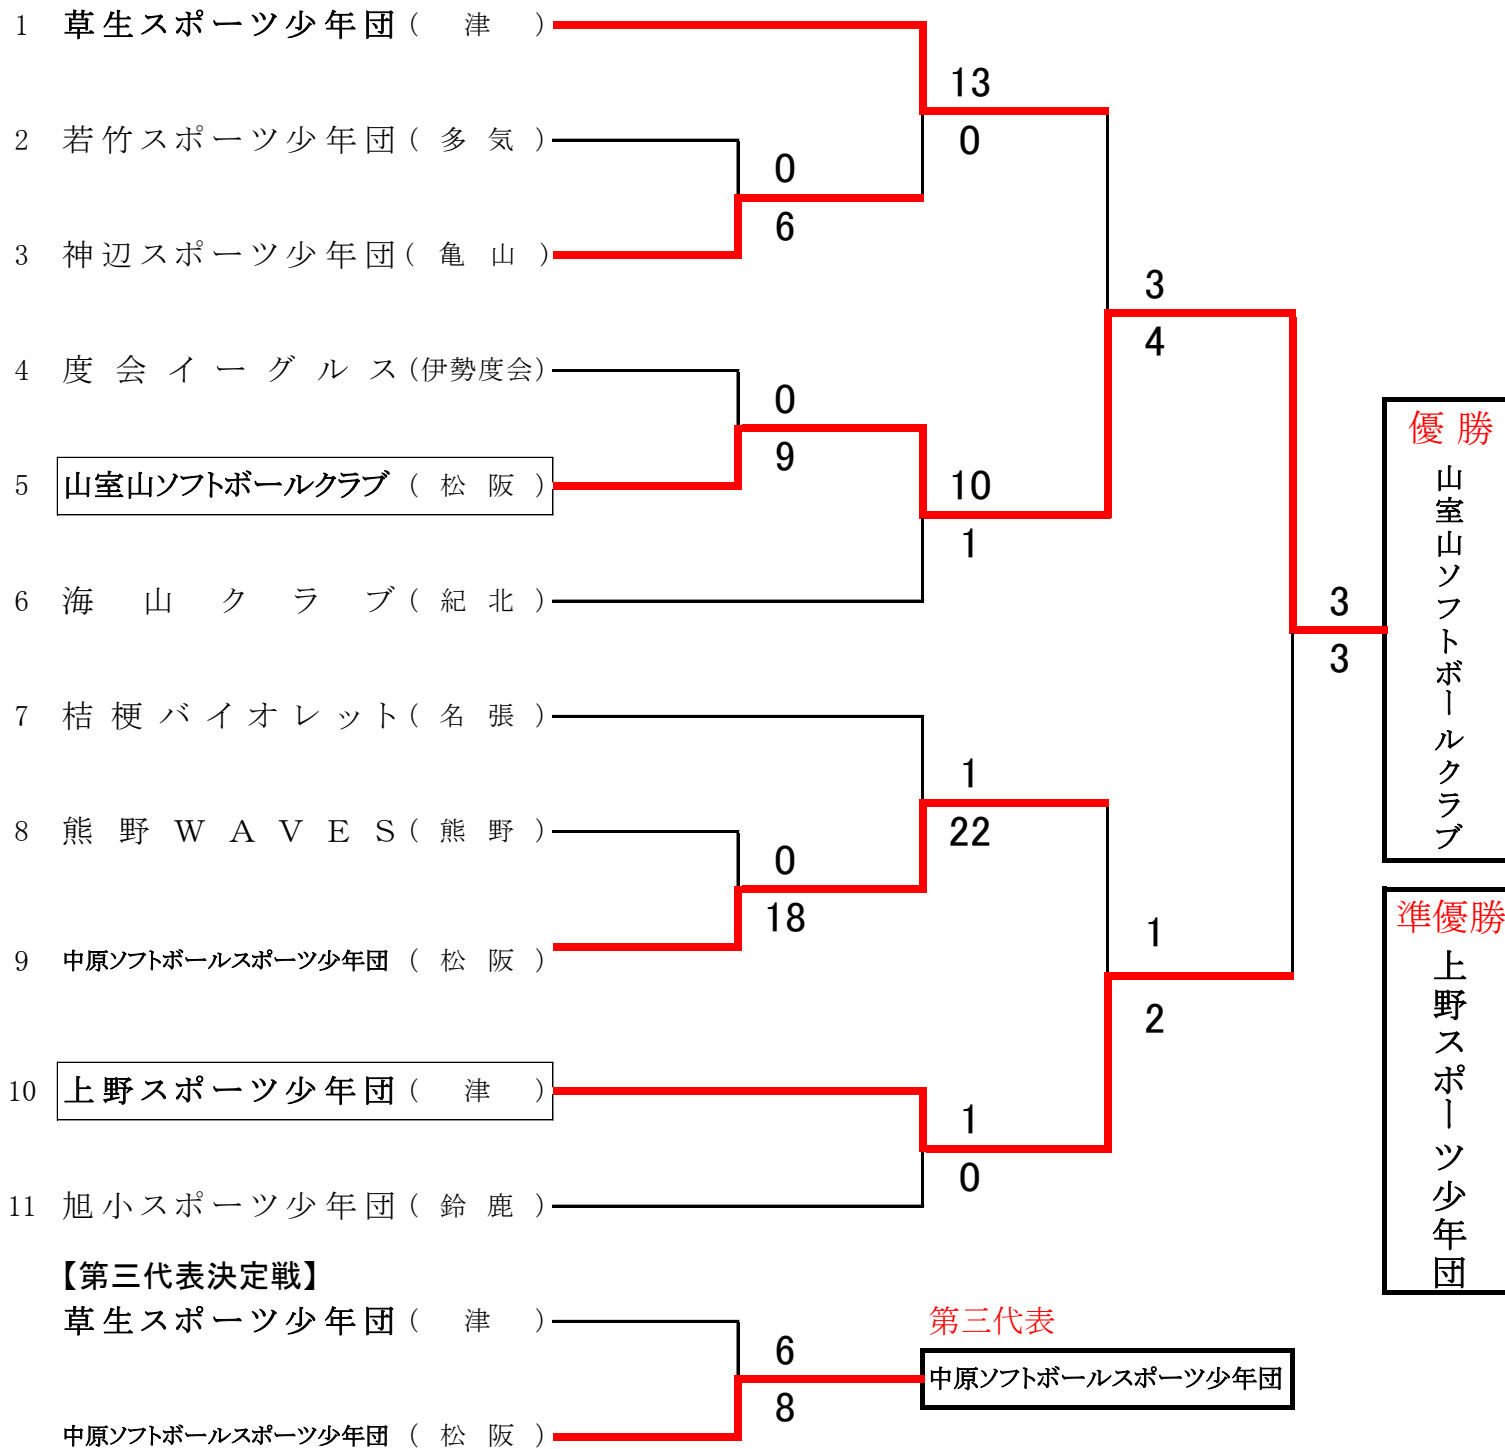 1 草生スポーツ少年団 ( 津 )
13
0
2 若竹スポーツ少年団 ( 多気 )
0
6
3 神辺スポーツ少年団 ( 亀山 )
3
4
4 度会イーグルス (伊勢度会)
0
9
5 山室山ソフトボールクラブ ( 松阪 )
10
1
6 海山クラブ ( 紀北 )
3
3
優勝
山室山ソフトボールクラブ
7 桔梗バイオレット ( 名張 )
1
22
8 熊野WAVES ( 熊野 )
0
18
9 中原ソフトボールスポーツ少年団 ( 松阪 )
1
2
準優勝
上野スポーツ少年団
10 上野スポーツ少年団 ( 津 )
1
0
11 旭小スポーツ少年団 ( 鈴鹿 )
【第三代表決定戦】
草生スポーツ少年団 ( 津 )
6
8
第三代表
中原ソフトボールスポーツ少年団
中原ソフトボールスポーツ少年団 ( 松阪 )